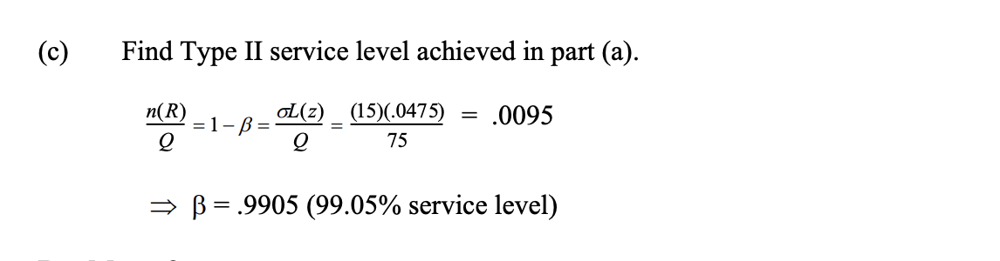 (c) Find Type II service level achieved in part (a).
n(R)/Q = 1 – β = σL(z)/Q = (15)(.0475)/75 = .0095
⇒ β = .9905 (99.05% service level)